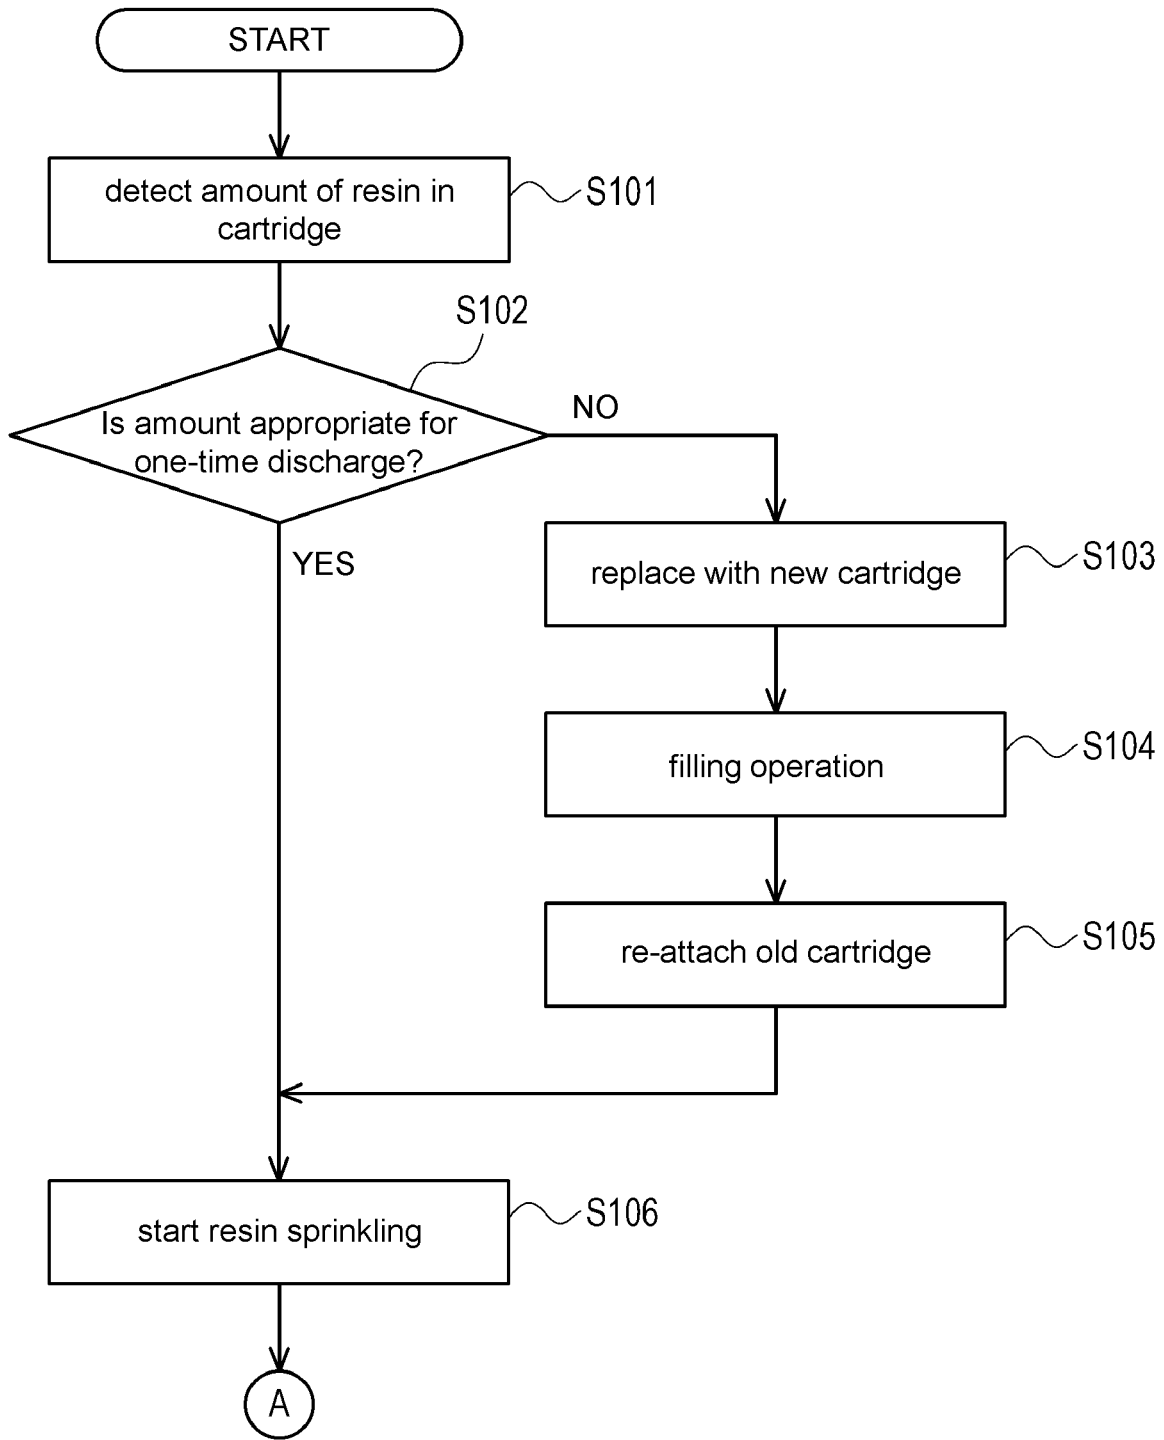 START
detect amount of resin in
cartridge
S101
S102
Is amount appropriate for
one-time discharge?
NO
YES
replace with new cartridge
S103
filling operation
S104
re-attach old cartridge
S105
start resin sprinkling
S106
A